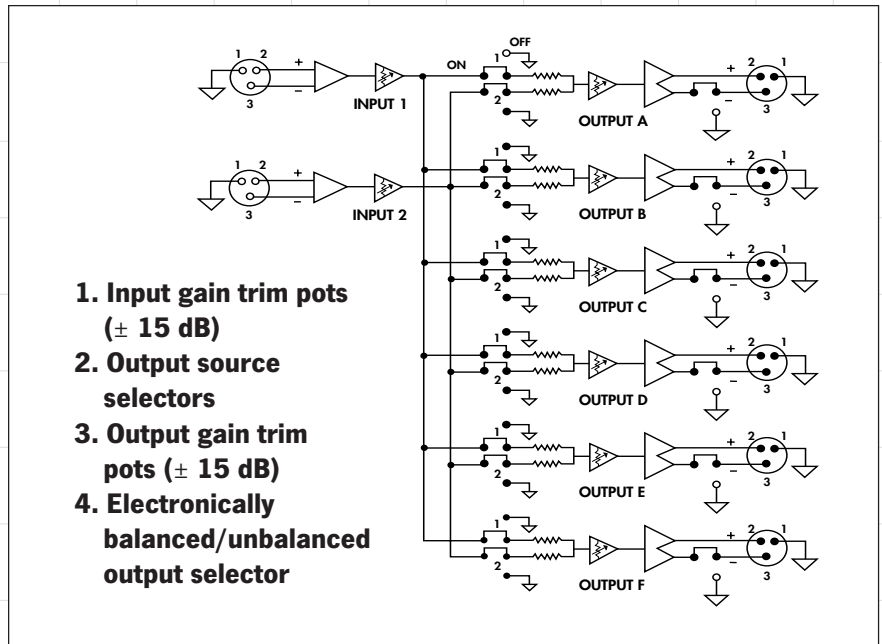 OFF
1 2 + 1 ON + 2 1
– –
3 INPUT 1 2 OUTPUT A 3
1 2 + 1 + 2 1
– –
3 INPUT 2 2 OUTPUT B 3
1 + 2 1
–
2 OUTPUT C 3
1 + 2 1
–
2 OUTPUT D 3
1 + 2 1
–
2 OUTPUT E 3
1 + 2 1
–
2 OUTPUT F 3
1. Input gain trim pots
(± 15 dB)
2. Output source
selectors
3. Output gain trim
pots (± 15 dB)
4. Electronically
balanced/unbalanced
output selector